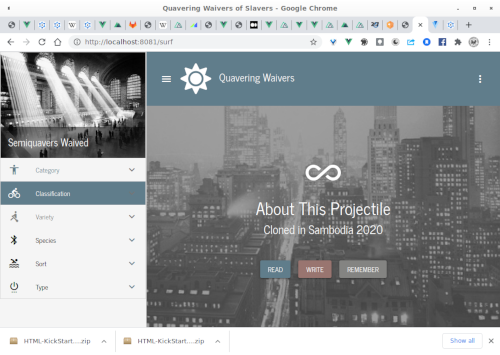 Quavering Waivers of Slavers - Google Chrome
http://localhost:8081/surf
Semiquavers Waived
Category
Classification
Variety
Species
Sort
Type
Quavering Waivers
About This Projectile
Cloned in Sambodia 2020
READ
WRITE
REMEMBER
HTML-KickStart....zip
HTML-KickStart....zip
Show all